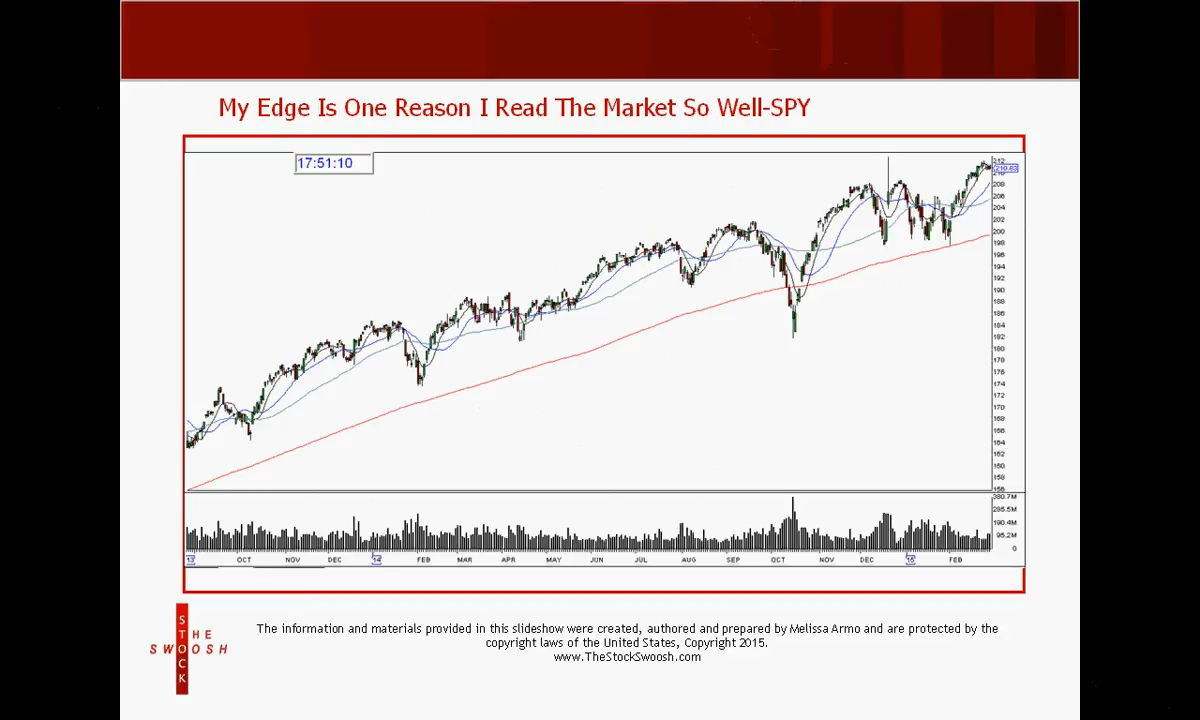 My Edge Is One Reason I Read The Market So Well-SPY
17:51:10
212
210.63
210
208
206
204
202
200
198
196
194
192
190
188
186
184
182
180
178
176
174
172
170
168
166
164
162
160
158
156
380.7M
285.5M
190.4M
95.2M
0
13 OCT NOV DEC 14 FEB MAR APR MAY JUN JUL AUG SEP OCT NOV DEC 15 FEB
STOCK
THE
SWOOSH
The information and materials provided in this slideshow were created, authored and prepared by Melissa Armo and are protected by the
copyright laws of the United States, Copyright 2015.
www.TheStockSwoosh.com